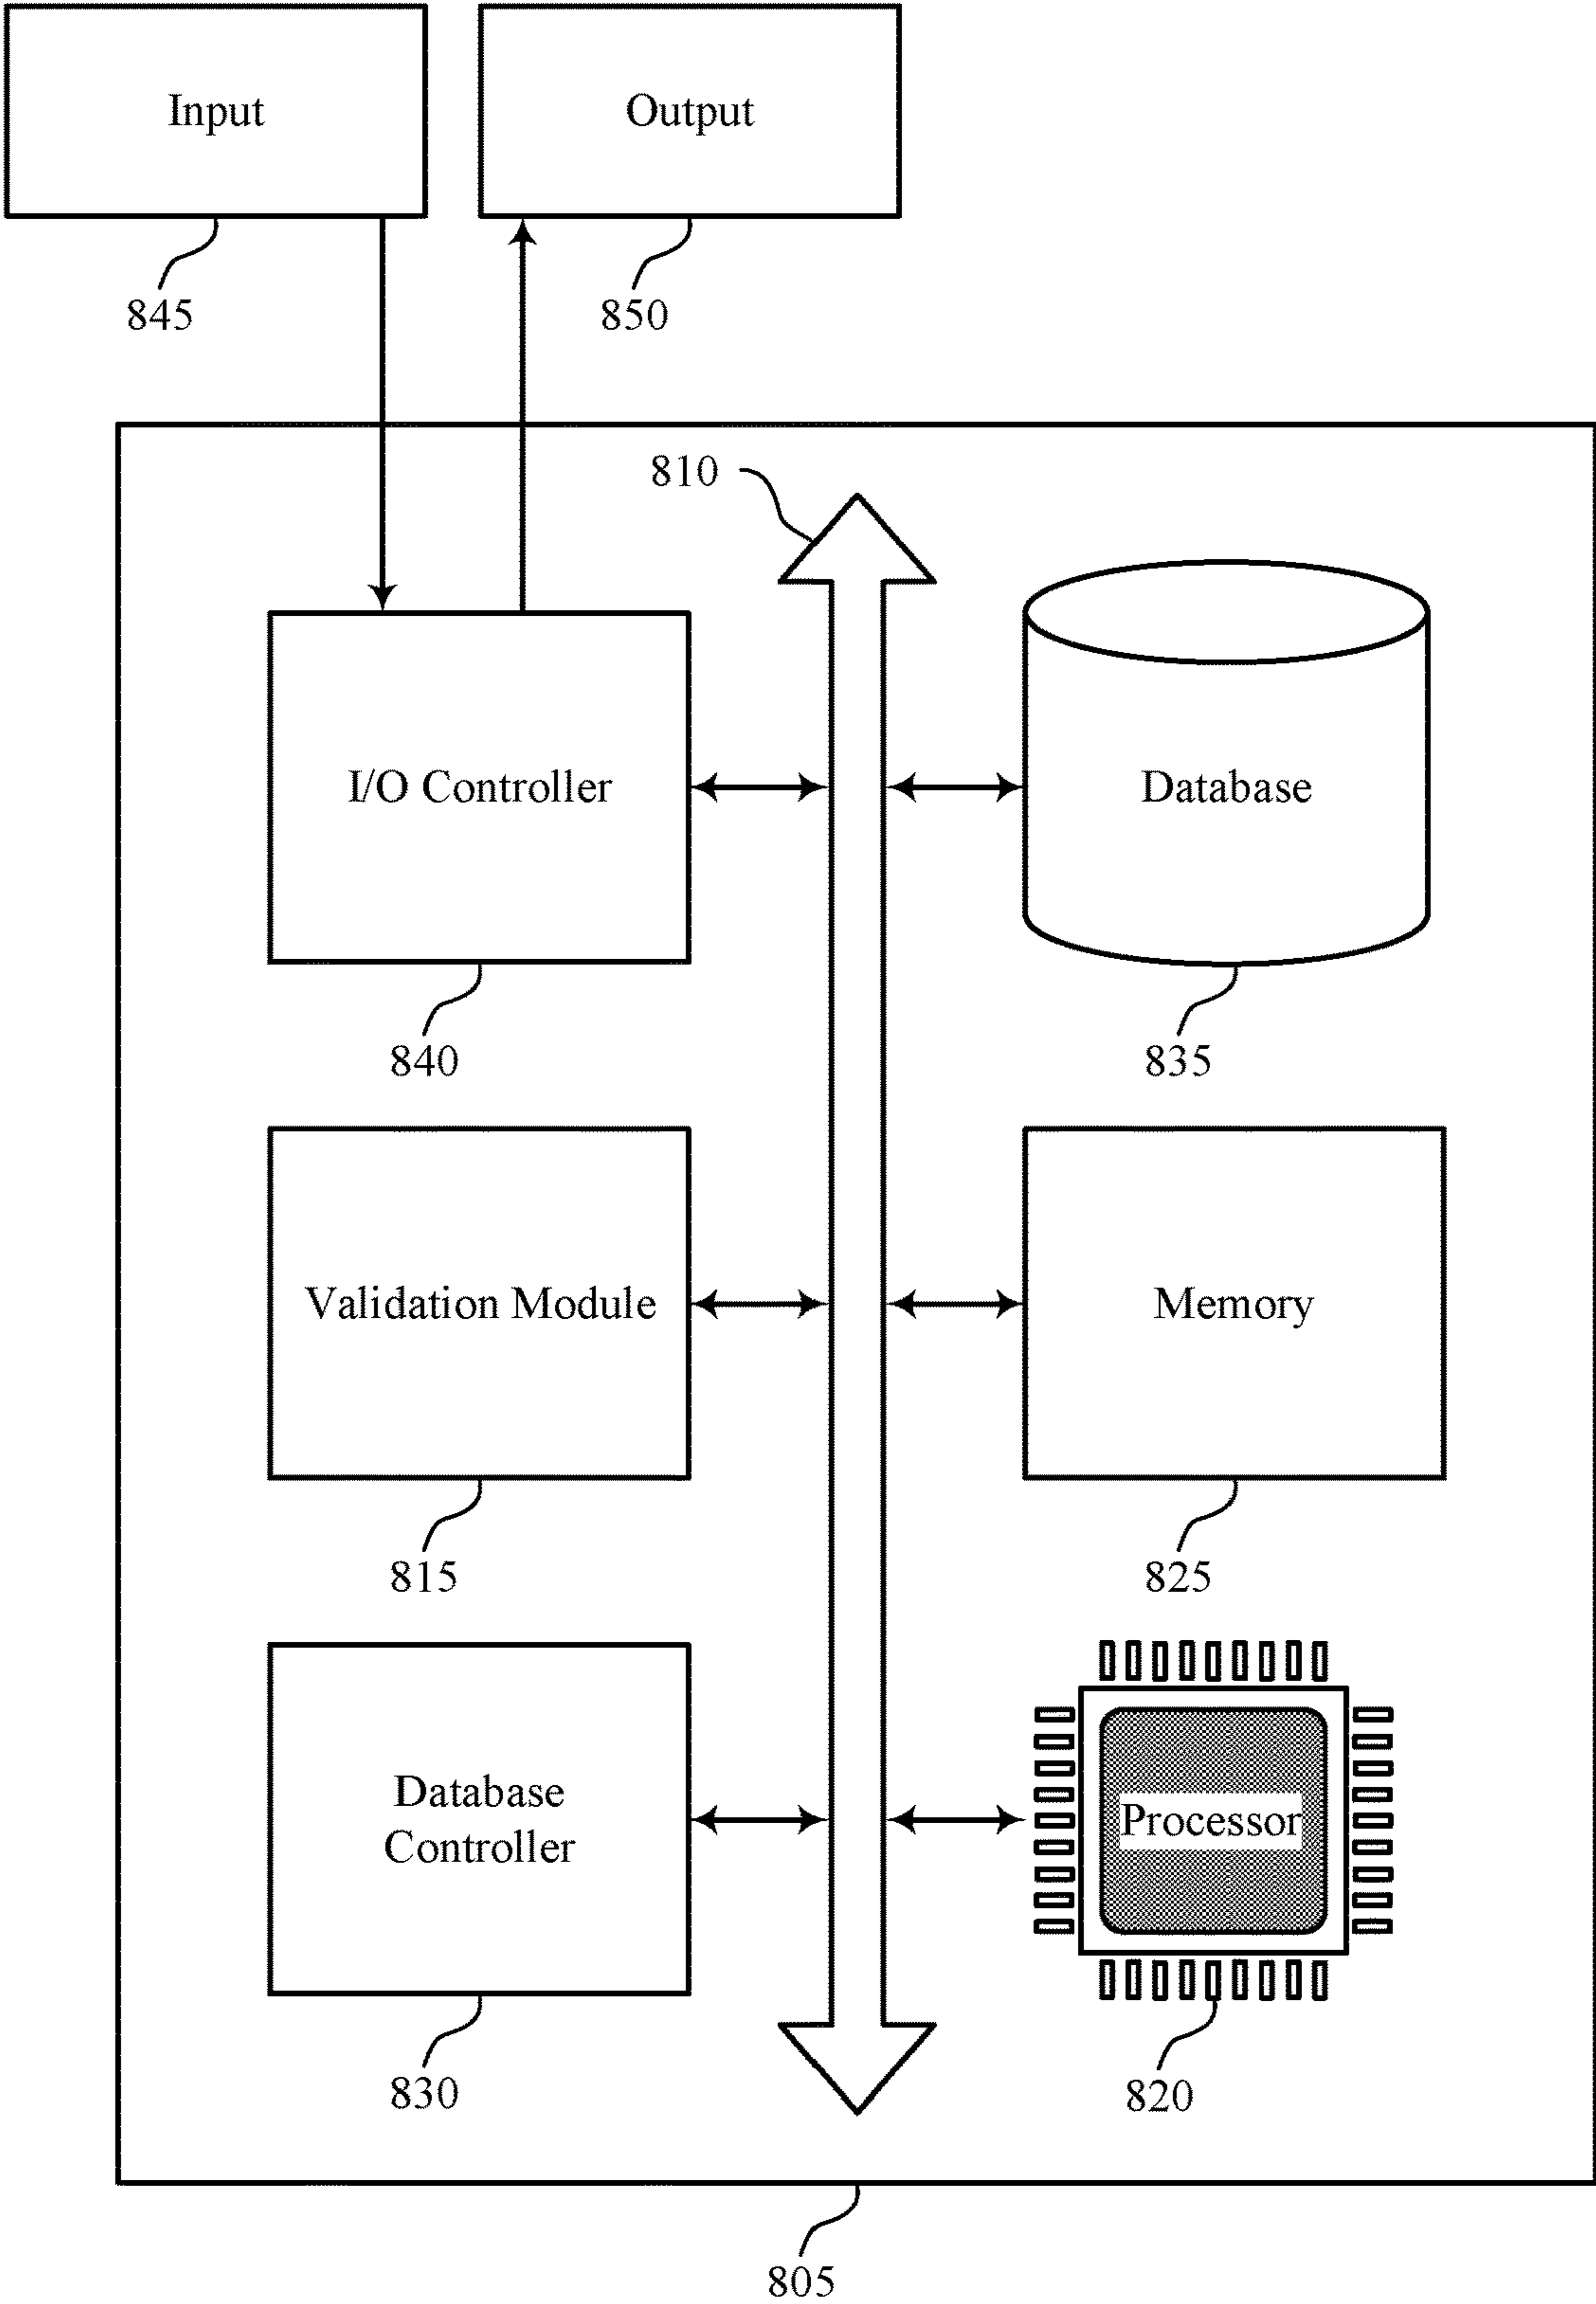 Input
Output
845
850
810
I/O Controller
Database
840
835
Validation Module
Memory
815
825
Database
Controller
Processor
830
820
805